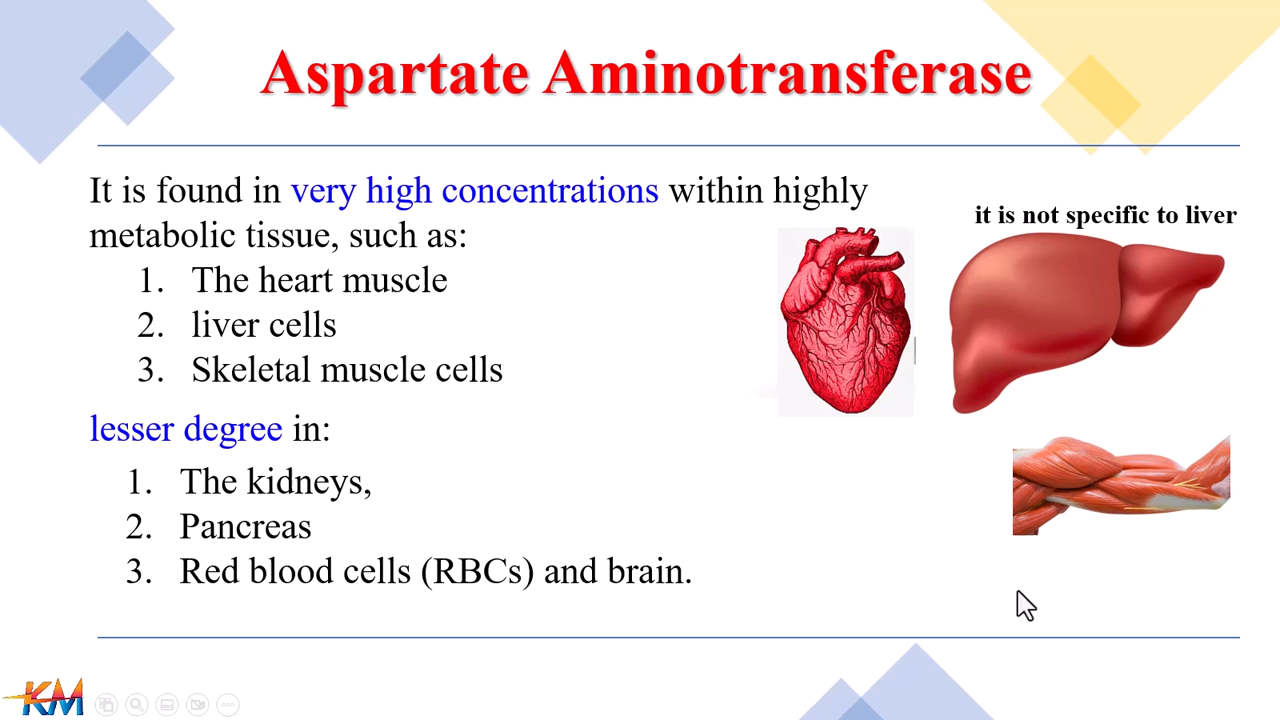 Aspartate Aminotransferase
It is found in very high concentrations within highly
metabolic tissue, such as:
1. The heart muscle
2. liver cells
3. Skeletal muscle cells
lesser degree in:
1. The kidneys,
2. Pancreas
3. Red blood cells (RBCs) and brain.
it is not specific to liver
KM